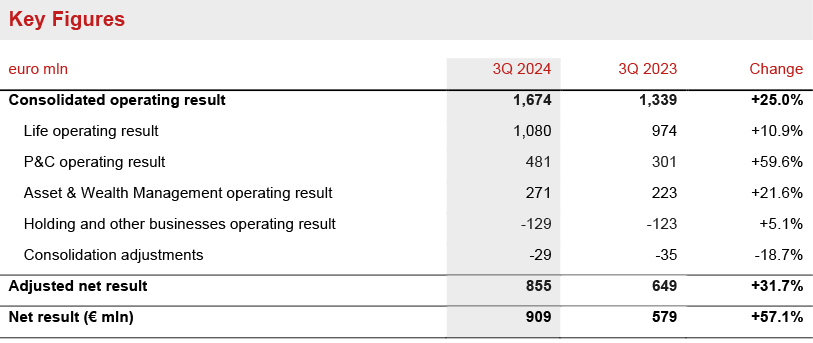 Key Figures
euro mln 3Q 2024 3Q 2023 Change
Consolidated operating result 1,674 1,339 +25.0%
Life operating result 1,080 974 +10.9%
P&C operating result 481 301 +59.6%
Asset & Wealth Management operating result 271 223 +21.6%
Holding and other businesses operating result -129 -123 +5.1%
Consolidation adjustments -29 -35 -18.7%
Adjusted net result 855 649 +31.7%
Net result (€ mln) 909 579 +57.1%